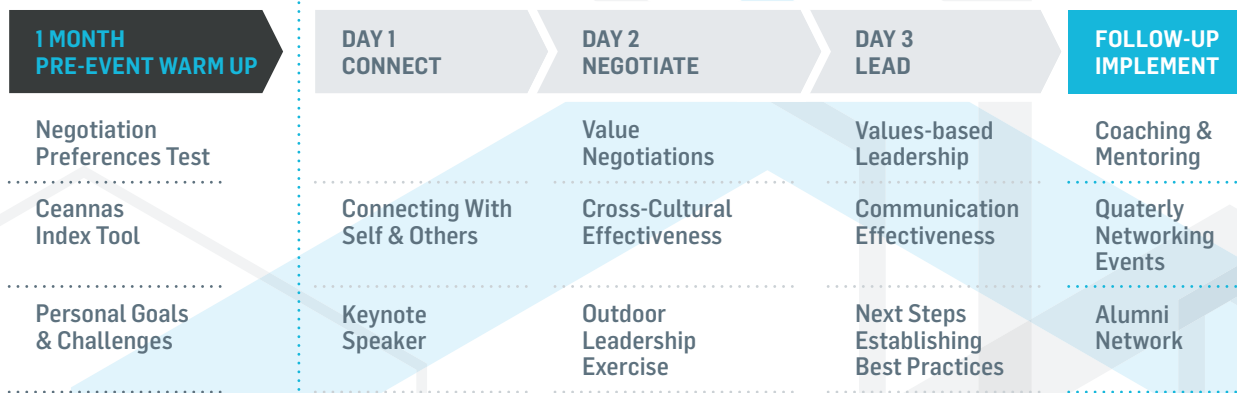 1 MONTH
PRE-EVENT WARM UP
DAY 1
CONNECT
DAY 2
NEGOTIATE
DAY 3
LEAD
FOLLOW-UP
IMPLEMENT
Negotiation
Preferences Test
Value
Negotiations
Values-based
Leadership
Coaching &
Mentoring
Ceannas
Index Tool
Connecting With
Self & Others
Cross-Cultural
Effectiveness
Communication
Effectiveness
Quaterly
Networking
Events
Personal Goals
& Challenges
Keynote
Speaker
Outdoor
Leadership
Exercise
Next Steps
Establishing
Best Practices
Alumni
Network